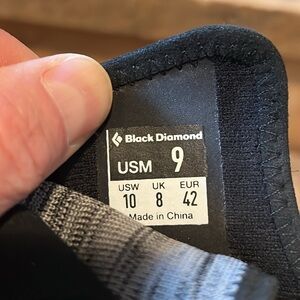 Black Diamond
USM 9
USW UK EUR
10 8 42
Made in China